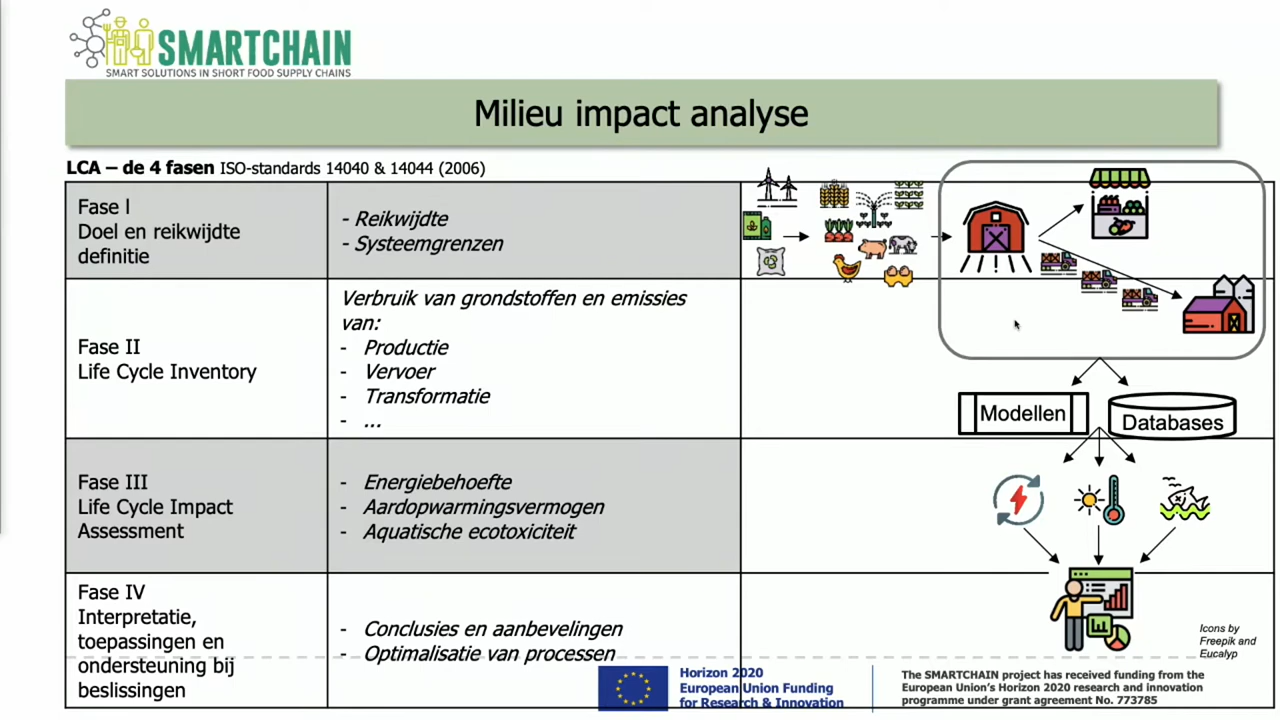 SMARTCHAIN
SMART SOLUTIONS IN SHORT FOOD SUPPLY CHAINS
Milieu impact analyse
LCA – de 4 fasen ISO-standards 14040 & 14044 (2006)
Fase I
Doel en reikwijdte
definitie
- Reikwijdte
- Systeemgrenzen
Fase II
Life Cycle Inventory
Verbruik van grondstoffen en emissies
van:
- Productie
- Vervoer
- Transformatie
- ...
Modellen
Databases
Fase III
Life Cycle Impact
Assessment
- Energiebehoefte
- Aardopwarmingsvermogen
- Aquatische ecotoxiciteit
Fase IV
Interpretatie,
toepassingen en
ondersteuning bij
beslissingen
- Conclusies en aanbevelingen
- Optimalisatie van processen
Icons by
Freepik and
Eucalyp
Horizon 2020
European Union Funding
for Research & Innovation
The SMARTCHAIN project has received funding from the
European Union's Horizon 2020 research and innovation
programme under grant agreement No. 773785